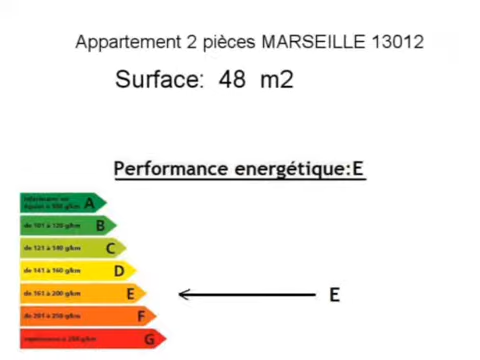 Appartement 2 pièces MARSEILLE 13012
Surface: 48 m2
Performance energétique:E
A
de 101 à 120 g/km B
de 121 à 140 g/km C
de 141 à 160 g/km D
de 161 à 200 g/km E
E
de 201 à 250 g/km F
G